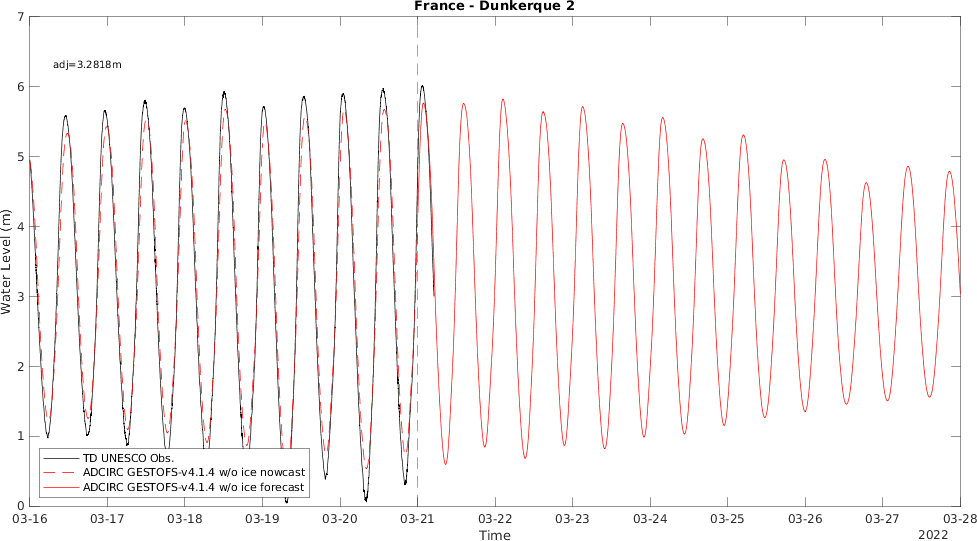 France - Dunkerque 2
7
adj=3.2818m
6
5
4
3
2
1
0
Water Level (m)
TD UNESCO Obs.
ADCIRC GESTOFS-v4.1.4 w/o ice nowcast
ADCIRC GESTOFS-v4.1.4 w/o ice forecast
03-16 03-17 03-18 03-19 03-20 03-21 03-22 03-23 03-24 03-25 03-26 03-27 03-28
Time
2022